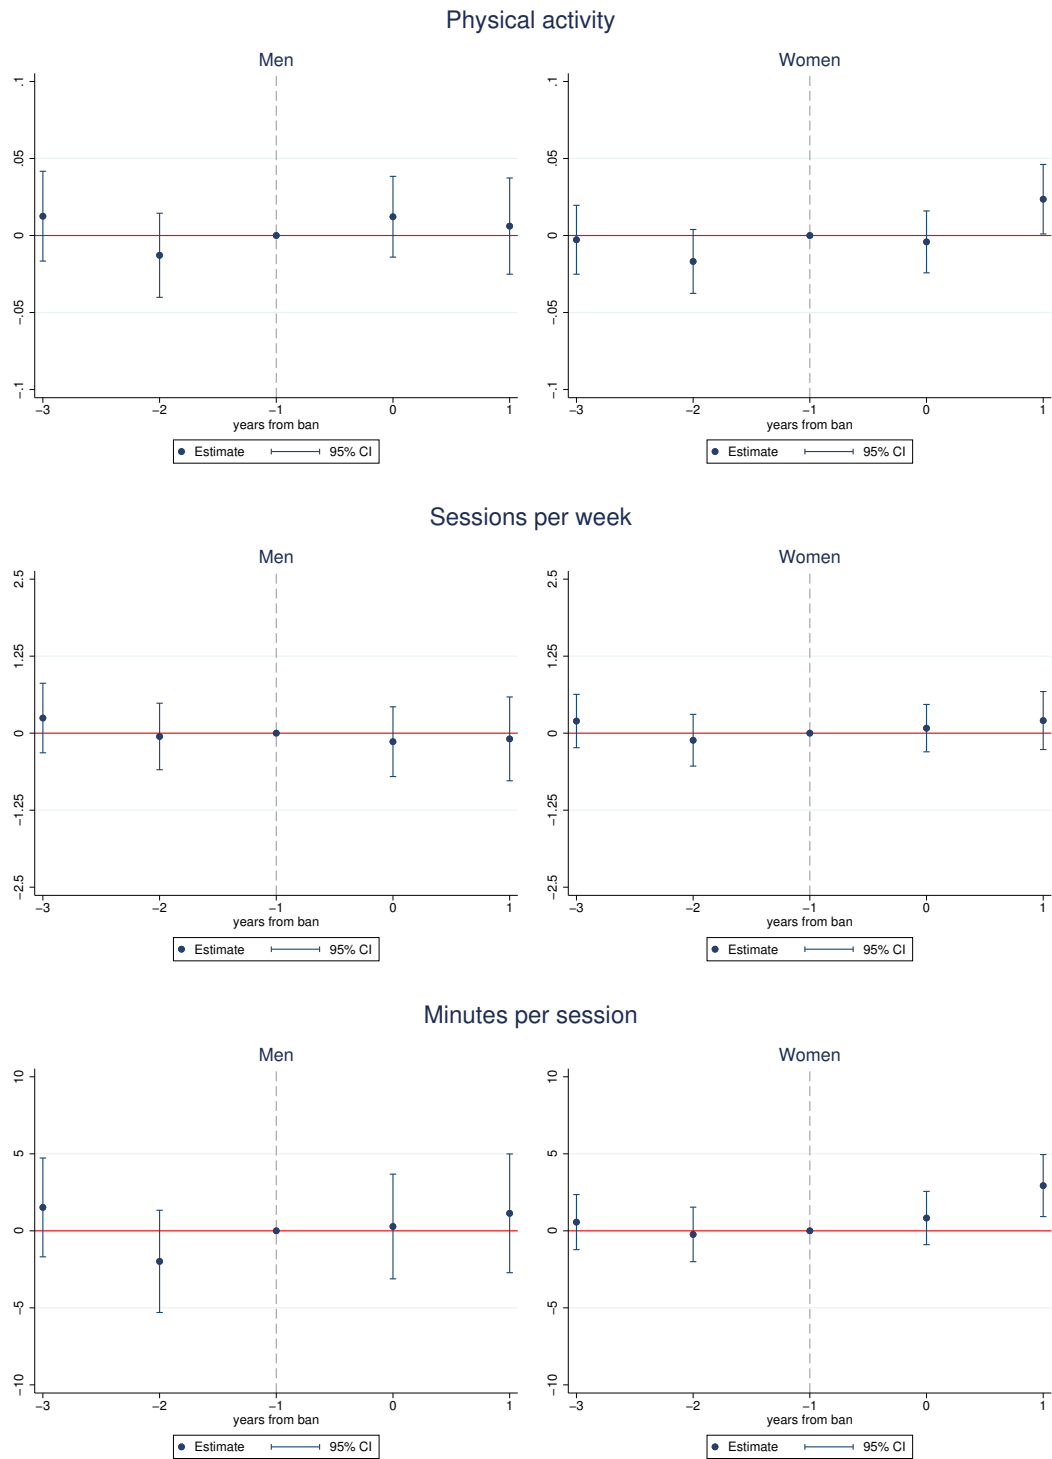 Physical activity
Men
Women
.1
.05
0
−.05
−.1
−3 −2 −1 0 1
years from ban
Estimate 95% CI
.1
.05
0
−.05
−.1
−3 −2 −1 0 1
years from ban
Estimate 95% CI
Sessions per week
Men
Women
2.5
1.25
0
−1.25
−2.5
−3 −2 −1 0 1
years from ban
Estimate 95% CI
2.5
1.25
0
−1.25
−2.5
−3 −2 −1 0 1
years from ban
Estimate 95% CI
Minutes per session
Men
Women
10
5
0
−5
−10
−3 −2 −1 0 1
years from ban
Estimate 95% CI
10
5
0
−5
−10
−3 −2 −1 0 1
years from ban
Estimate 95% CI